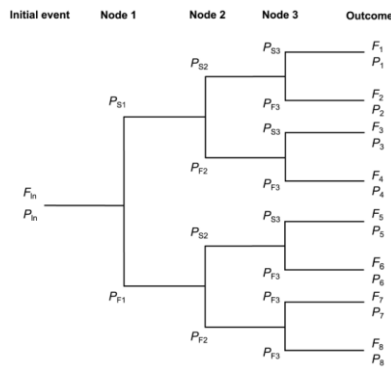 Initial event Node 1 Node 2 Node 3 Outcome
F1
PS3
P1
PS2
F2
PF3
P2
PS1
PS3
F3
P3
PF2
F4
PF3
P4
FIn
PIn
PS3
F5
P5
PS2
F6
PF3
P6
PF1
PF3
F7
P7
PF2
F8
PF3
P8